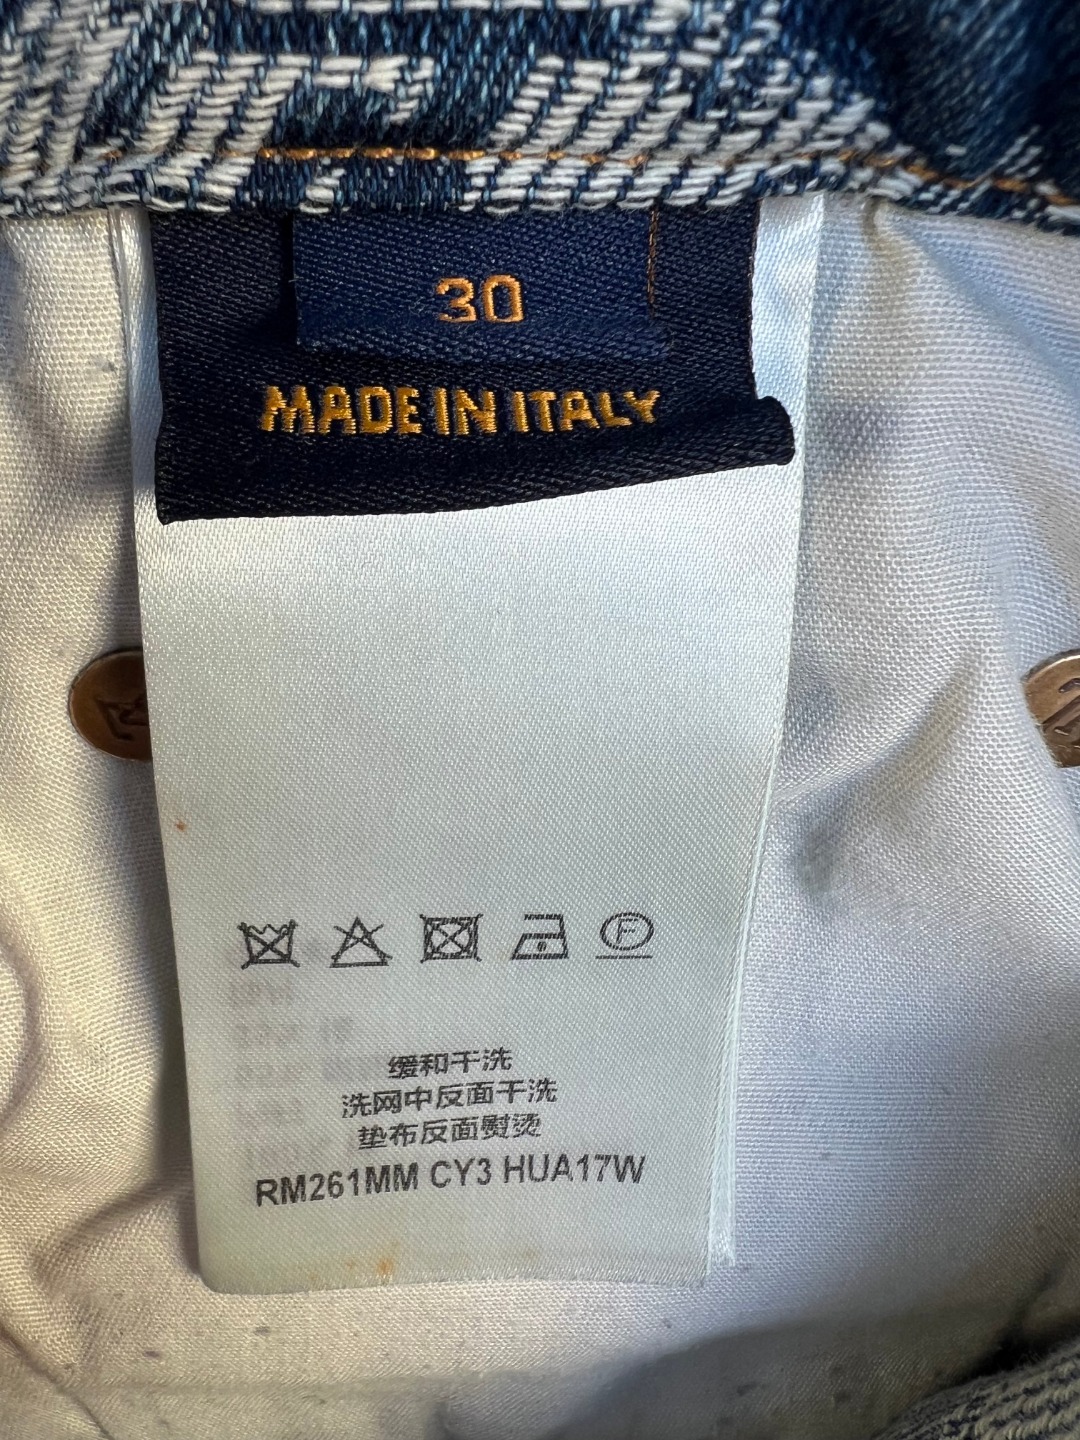 30
MADE IN ITALY
F
缓和干洗
洗网中反面干洗
垫布反面熨烫
RM261MM CY3 HUA17W